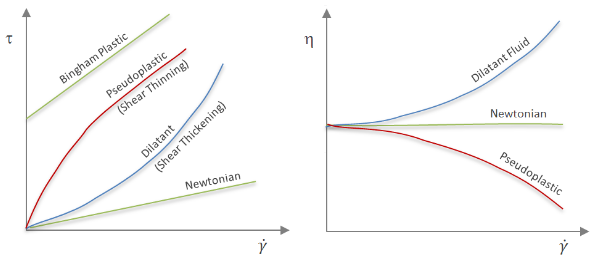 τ
Bingham Plastic
Pseudoplastic
(Shear Thinning)
Dilatant
(Shear Thickening)
Newtonian
γ̇
η
Dilatant Fluid
Newtonian
Pseudoplastic
γ̇